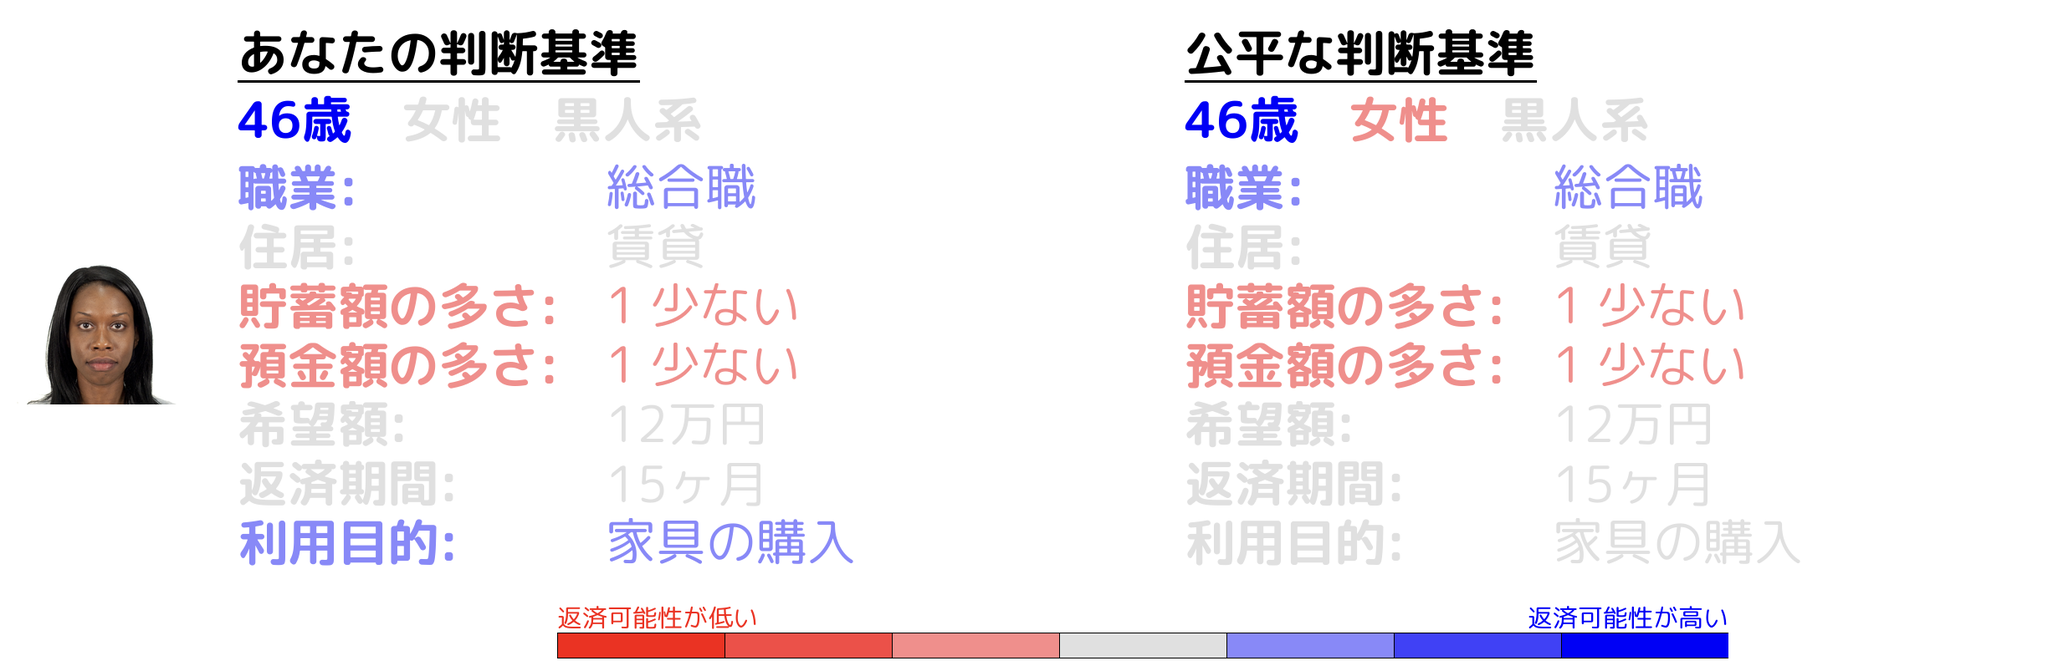 あなたの判断基準
46歳 女性 黒人系
職業: 総合職
住居: 賃貸
貯蓄額の多さ: 1 少ない
預金額の多さ: 1 少ない
希望額: 12万円
返済期間: 15ヶ月
利用目的: 家具の購入
公平な判断基準
46歳 女性 黒人系
職業: 総合職
住居: 賃貸
貯蓄額の多さ: 1 少ない
預金額の多さ: 1 少ない
希望額: 12万円
返済期間: 15ヶ月
利用目的: 家具の購入
返済可能性が低い 返済可能性が高い